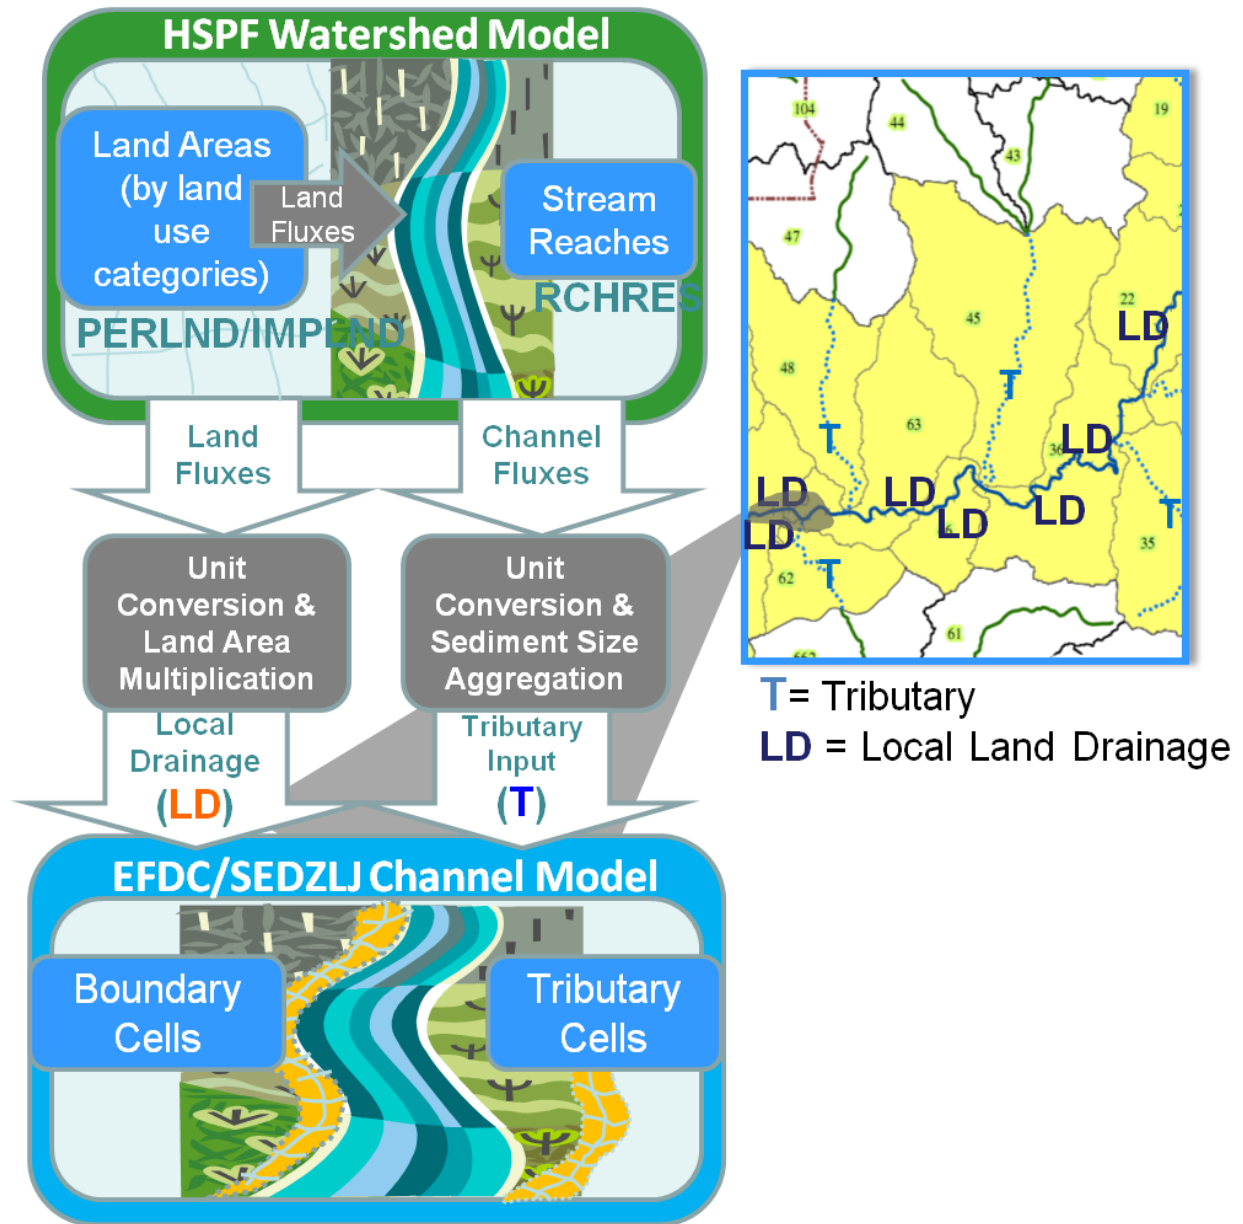 HSPF Watershed Model
Land Areas
(by land
use
categories)
Land
Fluxes
Stream
Reaches
PERLND/IMPLND
RCHRES
Land
Fluxes
Channel
Fluxes
Unit
Conversion &
Land Area
Multiplication
Unit
Conversion &
Sediment Size
Aggregation
Local
Drainage
(LD)
Tributary
Input
(T)
EFDC/SEDZLJ Channel Model
Boundary
Cells
Tributary
Cells
104
44
43
19
47
45
22
LD
48
T
T
63
LD
36
LD
LD
LD
LD
T
LD
6
35
62
T
61
T= Tributary
LD = Local Land Drainage